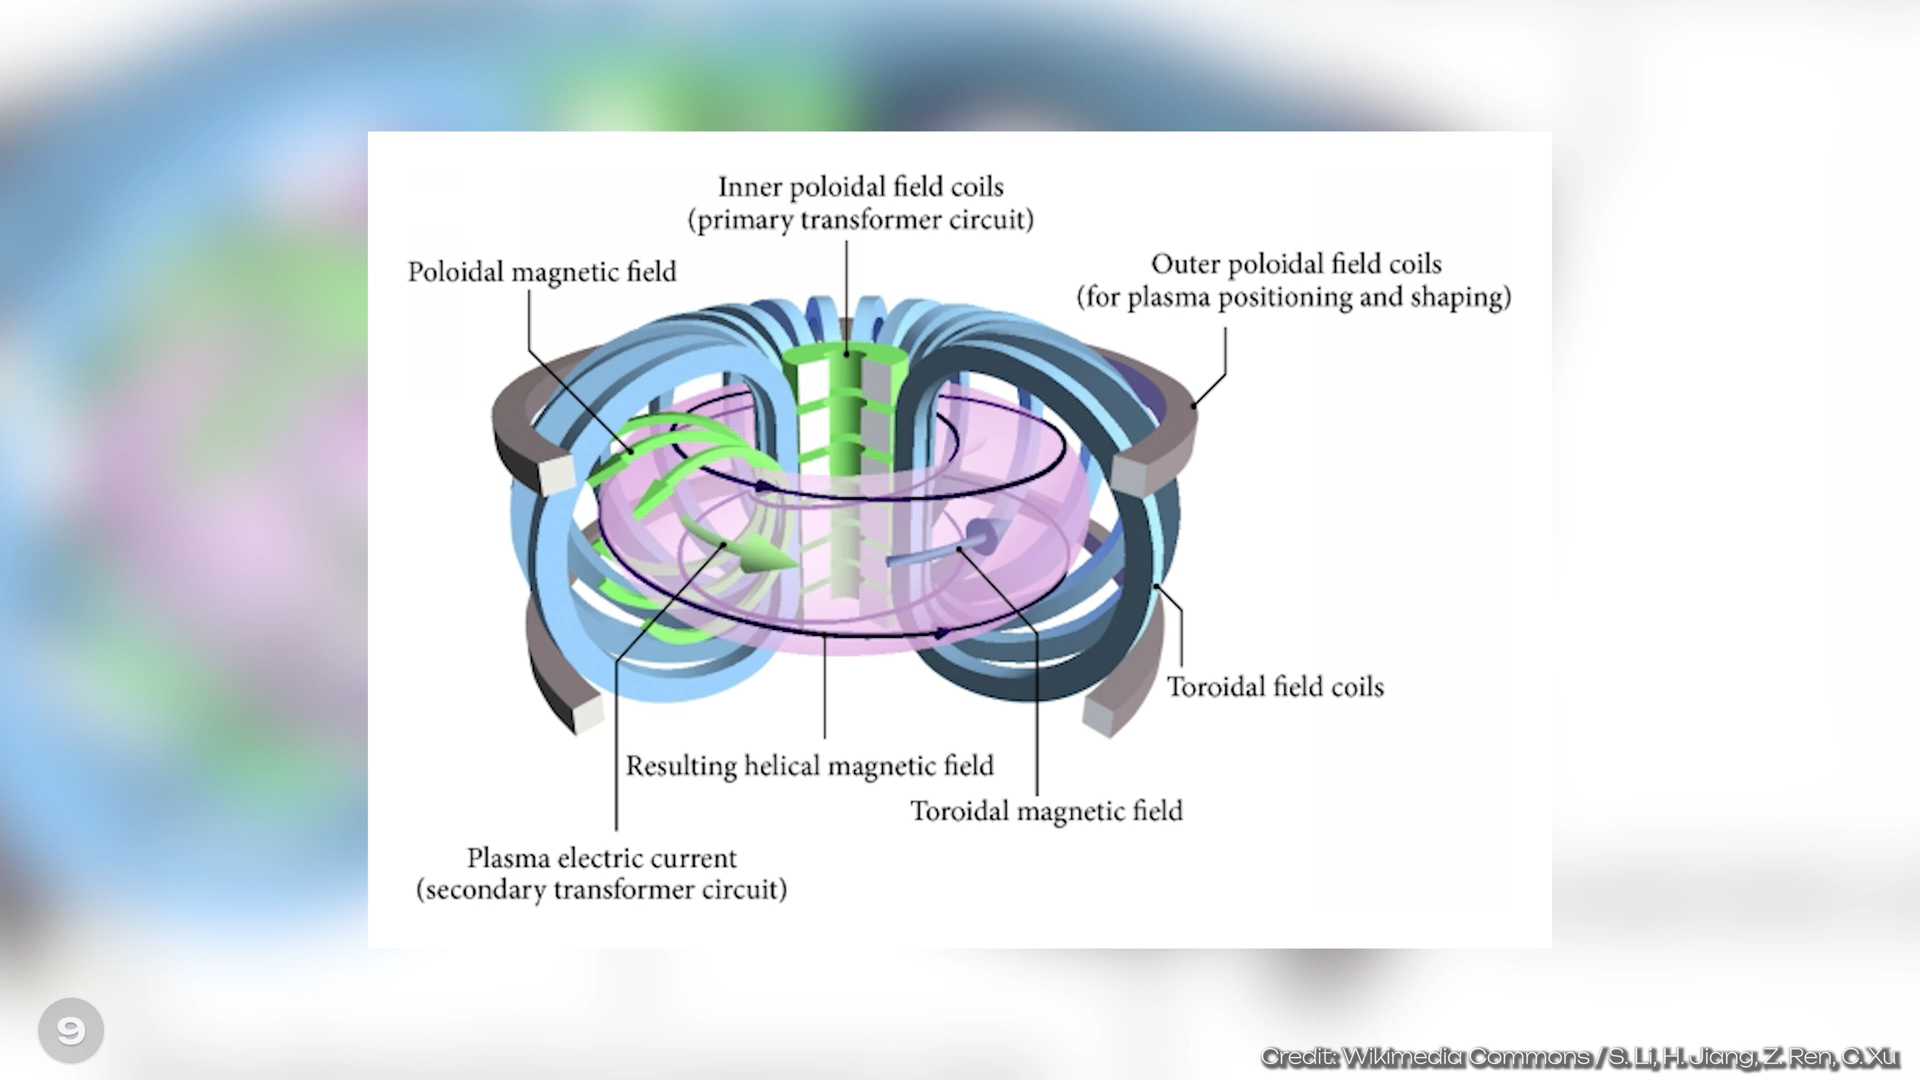 Inner poloidal field coils
(primary transformer circuit)
Poloidal magnetic field
Outer poloidal field coils
(for plasma positioning and shaping)
Toroidal field coils
Resulting helical magnetic field
Toroidal magnetic field
Plasma electric current
(secondary transformer circuit)
9
Credit: Wikimedia Commons / S. Li, H. Jiang, Z. Ren, C. Xu